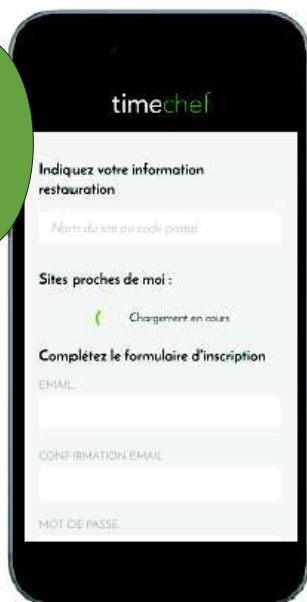 timechef
Indiquez votre information
restauration
Nom du site ou code postal
Sites proches de moi :
Chargement en cours
Complétez le formulaire d'inscription
EMAIL
CONFIRMATION EMAIL
MOT DE PASSE